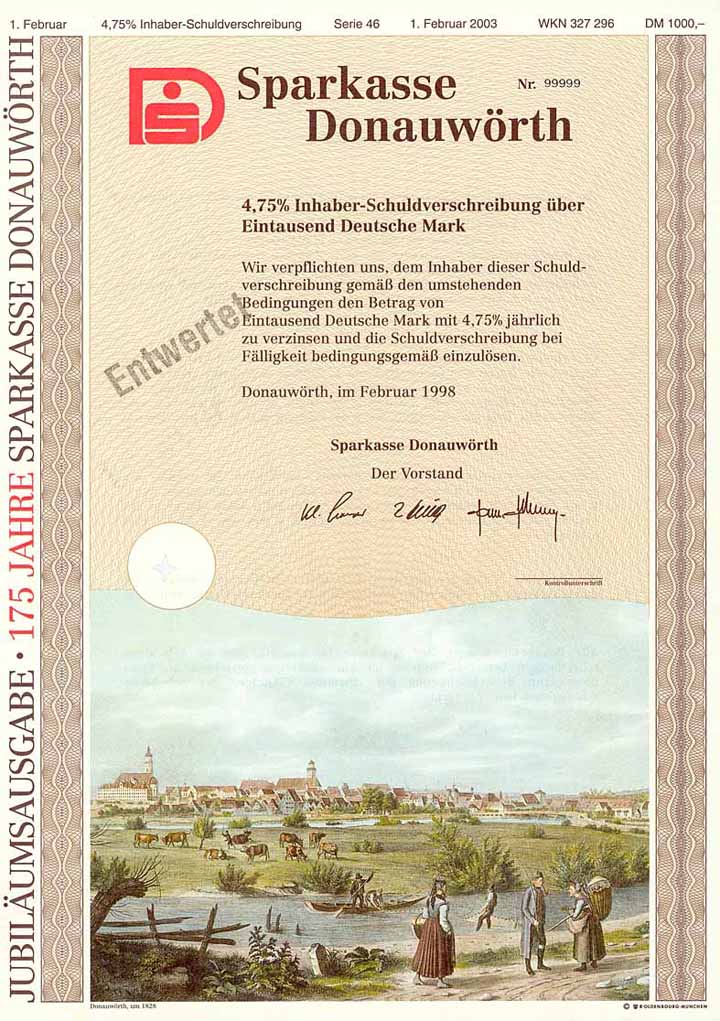 1. Februar 4,75% Inhaber-Schuldverschreibung Serie 46 1. Februar 2003 WKN 327 296 DM 1000,–
JUBILÄUMSAUSGABE • 175 JAHRE SPARKASSE DONAUWÖRTH
Sparkasse
Donauwörth
Nr. 99999
4,75% Inhaber-Schuldverschreibung über
Eintausend Deutsche Mark
Wir verpflichten uns, dem Inhaber dieser Schuld-
verschreibung gemäß den umstehenden
Bedingungen den Betrag von
Eintausend Deutsche Mark mit 4,75% jährlich
zu verzinsen und die Schuldverschreibung bei
Fälligkeit bedingungsgemäß einzulösen.
Entwertet
Donauwörth, im Februar 1998
Sparkasse Donauwörth
Der Vorstand
Kontrollunterschrift
Donauwörth, um 1828
© R. OLDENBOURG · MÜNCHEN